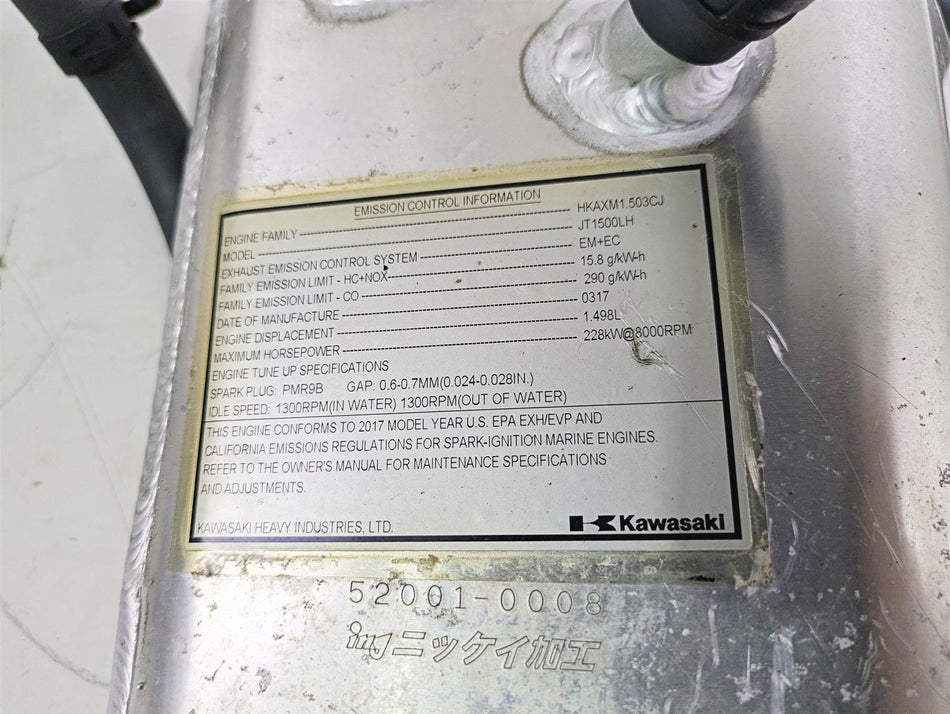 EMISSION CONTROL INFORMATION
ENGINE FAMILY HKAXM1.503CJ
MODEL JT1500LH
EXHAUST EMISSION CONTROL SYSTEM EM+EC
FAMILY EMISSION LIMIT - HC+NOX 15.8 g/kW-h
FAMILY EMISSION LIMIT - CO 290 g/kW-h
DATE OF MANUFACTURE 0317
ENGINE DISPLACEMENT 1.498L
MAXIMUM HORSEPOWER 228kW@8000RPM
ENGINE TUNE UP SPECIFICATIONS
SPARK PLUG: PMR9B GAP: 0.6-0.7MM(0.024-0.028IN.)
IDLE SPEED: 1300RPM(IN WATER) 1300RPM(OUT OF WATER)
THIS ENGINE CONFORMS TO 2017 MODEL YEAR U.S. EPA EXH/EVP AND
CALIFORNIA EMISSIONS REGULATIONS FOR SPARK-IGNITION MARINE ENGINES.
REFER TO THE OWNER'S MANUAL FOR MAINTENANCE SPECIFICATIONS
AND ADJUSTMENTS.
KAWASAKI HEAVY INDUSTRIES, LTD. Kawasaki
52001-0008
ニッケイ加工